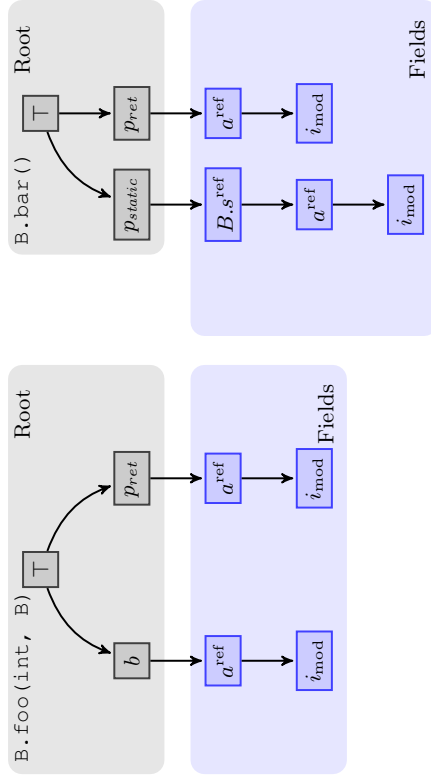 B.foo(int, B)
Root
⊤
b
p_ret
a^ref
a^ref
i_mod
i_mod
Fields
B.bar()
Root
⊤
p_static
p_ret
B.s^ref
a^ref
a^ref
i_mod
i_mod
Fields